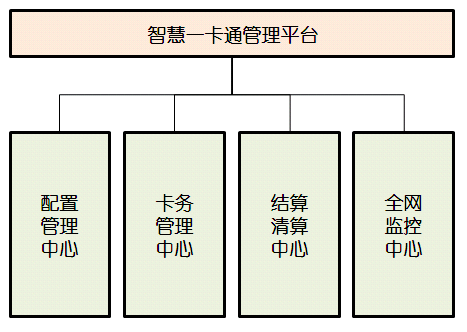 智慧一卡通管理平台
配置
管理
中心
卡务
管理
中心
结算
清算
中心
全网
监控
中心